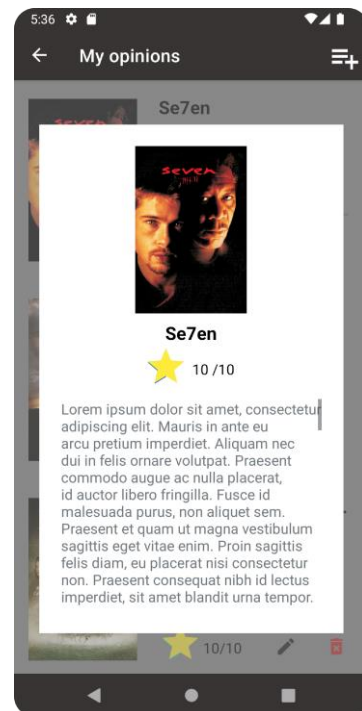 5:36
My opinions
Se7en
SEVEN
Se7en
10 /10
Lorem ipsum dolor sit amet, consectetur
adipiscing elit. Mauris in ante eu
arcu pretium imperdiet. Aliquam nec
dui in felis ornare volutpat. Praesent
commodo augue ac nulla placerat,
id auctor libero fringilla. Fusce id
malesuada purus, non aliquet sem.
Praesent et quam ut magna vestibulum
sagittis eget vitae enim. Proin sagittis
felis diam, eu placerat nisi consectetur
non. Praesent consequat nibh id lectus
imperdiet, sit amet blandit urna tempor.
10/10